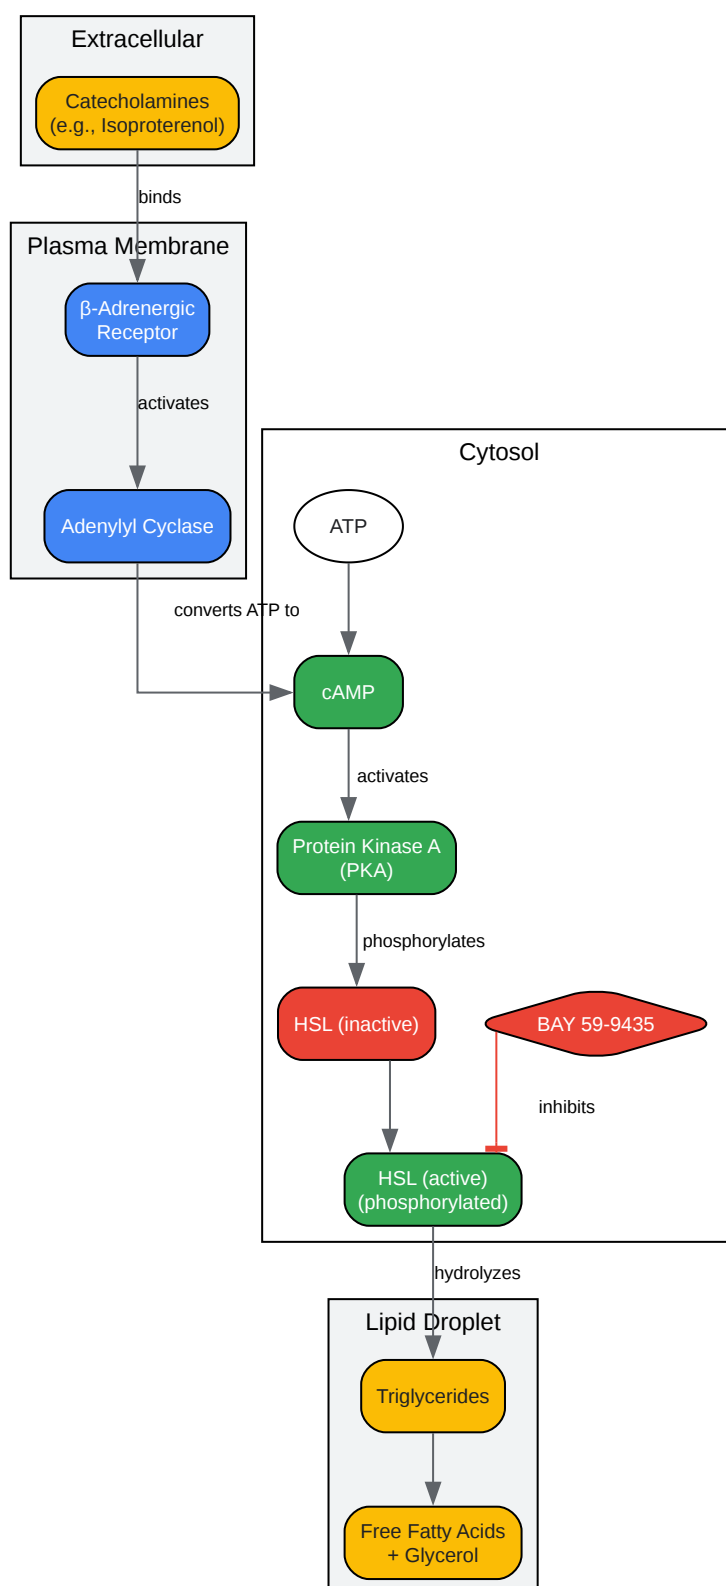 Extracellular
Catecholamines
(e.g., Isoproterenol)
binds
Plasma Membrane
β-Adrenergic
Receptor
activates
Cytosol
Adenylyl Cyclase
ATP
converts ATP to
cAMP
activates
Protein Kinase A
(PKA)
phosphorylates
HSL (inactive)
BAY 59-9435
inhibits
HSL (active)
(phosphorylated)
hydrolyzes
Lipid Droplet
Triglycerides
Free Fatty Acids
+ Glycerol